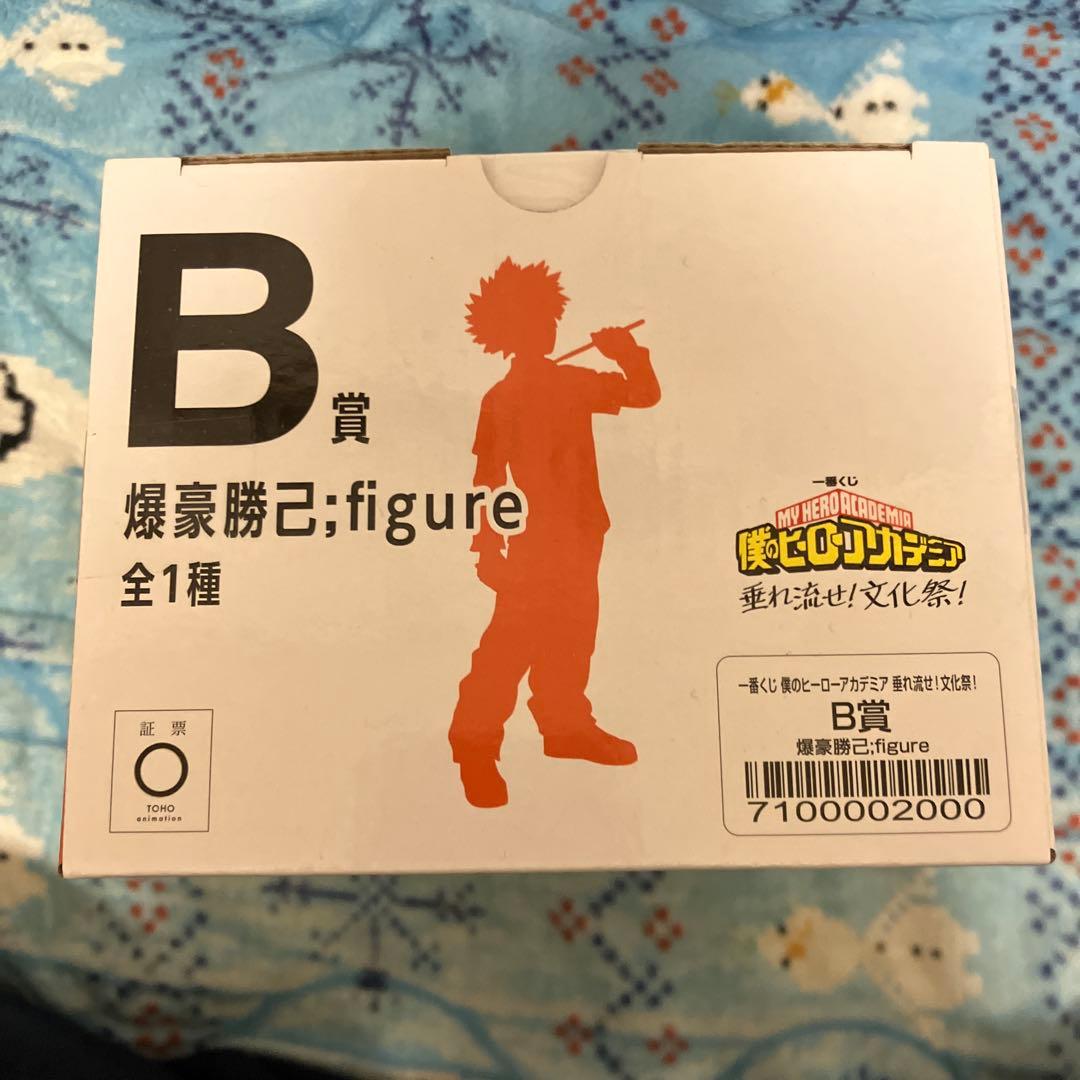 B賞
爆豪勝己;figure
全1種
一番くじ
MY HERO ACADEMIA
僕のヒーローアカデミア
垂れ流せ!文化祭!
証票
TOHO
animation
一番くじ 僕のヒーローアカデミア 垂れ流せ!文化祭!
B賞
爆豪勝己;figure
7100002000